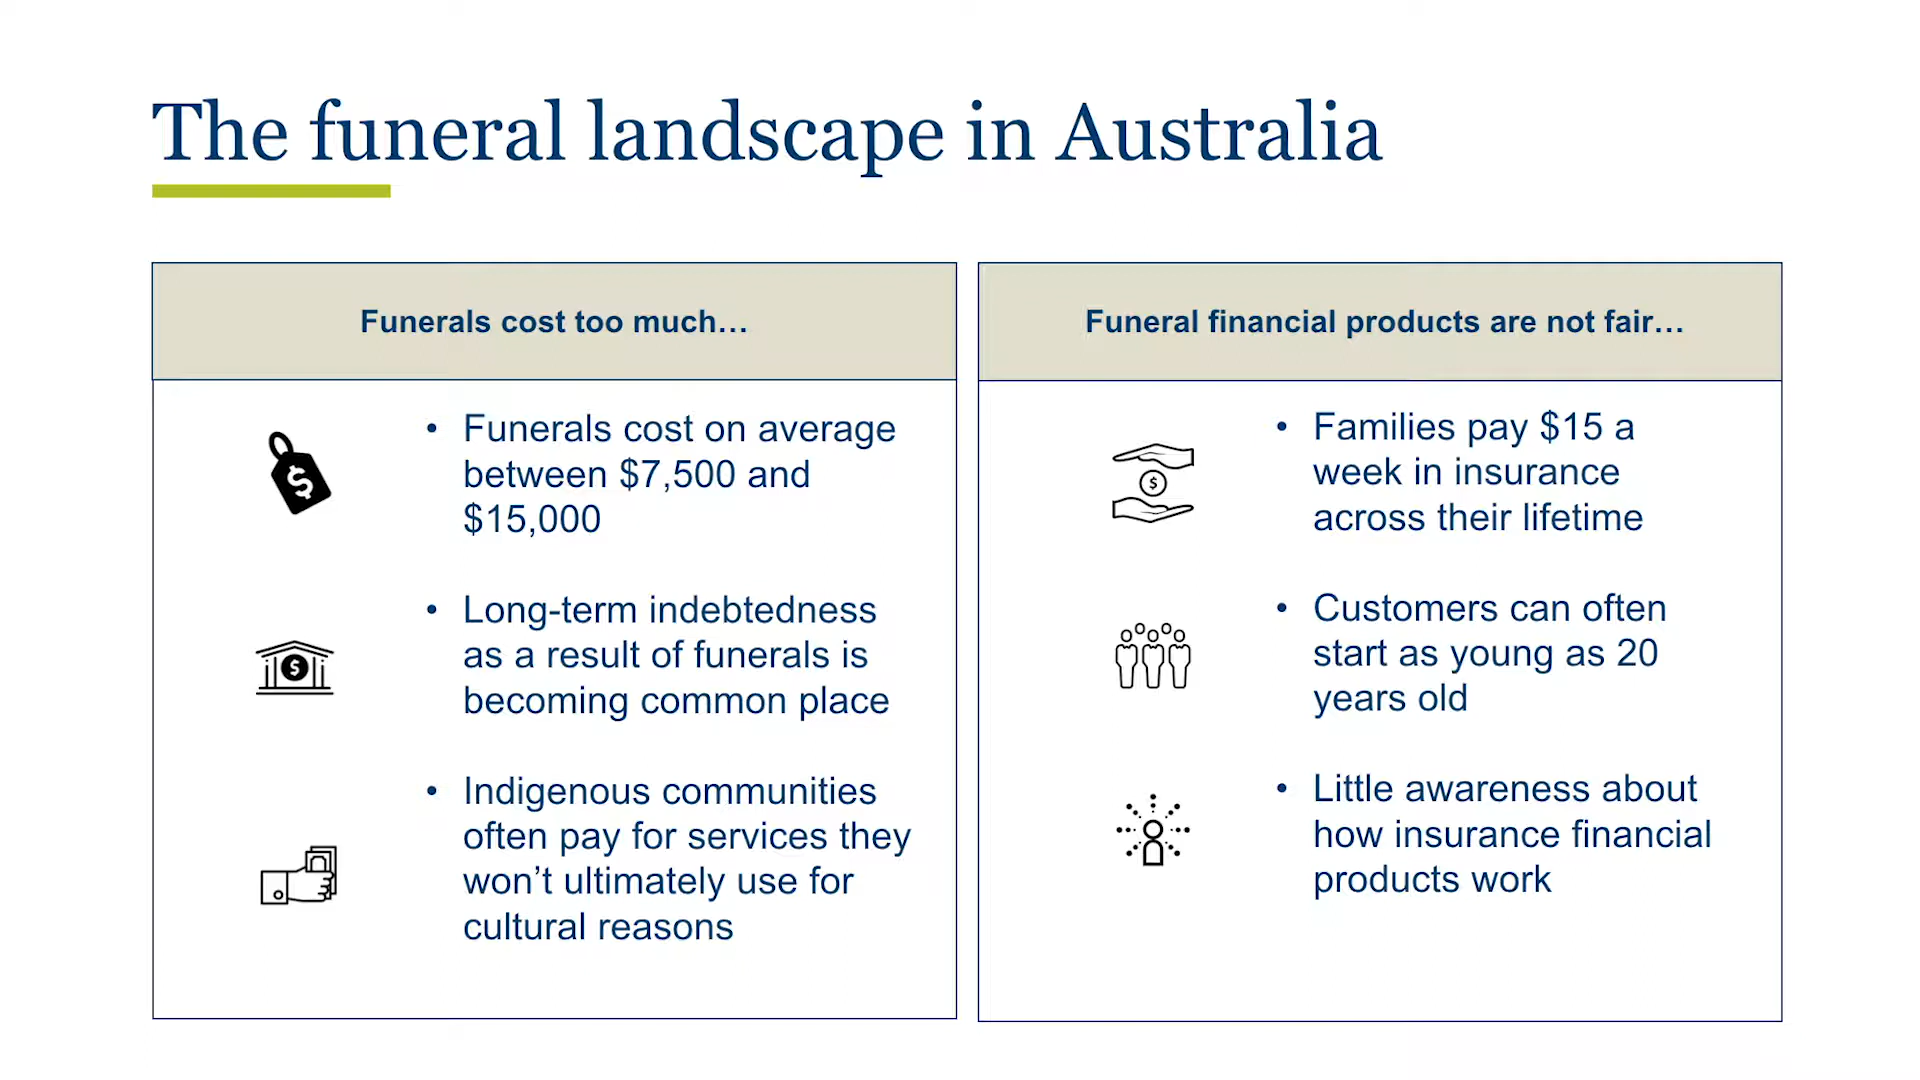 The funeral landscape in Australia
Funerals cost too much…
• Funerals cost on average
between $7,500 and
$15,000
• Long-term indebtedness
as a result of funerals is
becoming common place
• Indigenous communities
often pay for services they
won’t ultimately use for
cultural reasons
Funeral financial products are not fair…
• Families pay $15 a
week in insurance
across their lifetime
• Customers can often
start as young as 20
years old
• Little awareness about
how insurance financial
products work